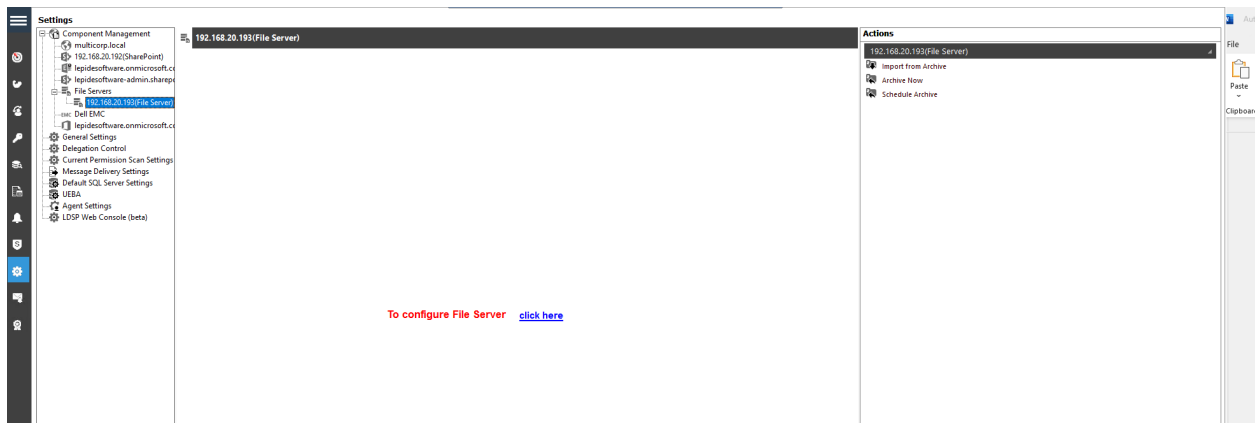 Settings
Component Management
multicorp.local
192.168.20.192(SharePoint)
lepidesoftware.onmicrosoft.co
lepidesoftware-admin.sharepo
File Servers
192.168.20.193(File Server)
EMC Dell EMC
lepidesoftware.onmicrosoft.co
General Settings
Delegation Control
Current Permission Scan Settings
Message Delivery Settings
Default SQL Server Settings
UEBA
Agent Settings
LDSP Web Console (beta)
192.168.20.193(File Server)
To configure File Server click here
Actions
192.168.20.193(File Server)
Import from Archive
Archive Now
Schedule Archive
File
Paste